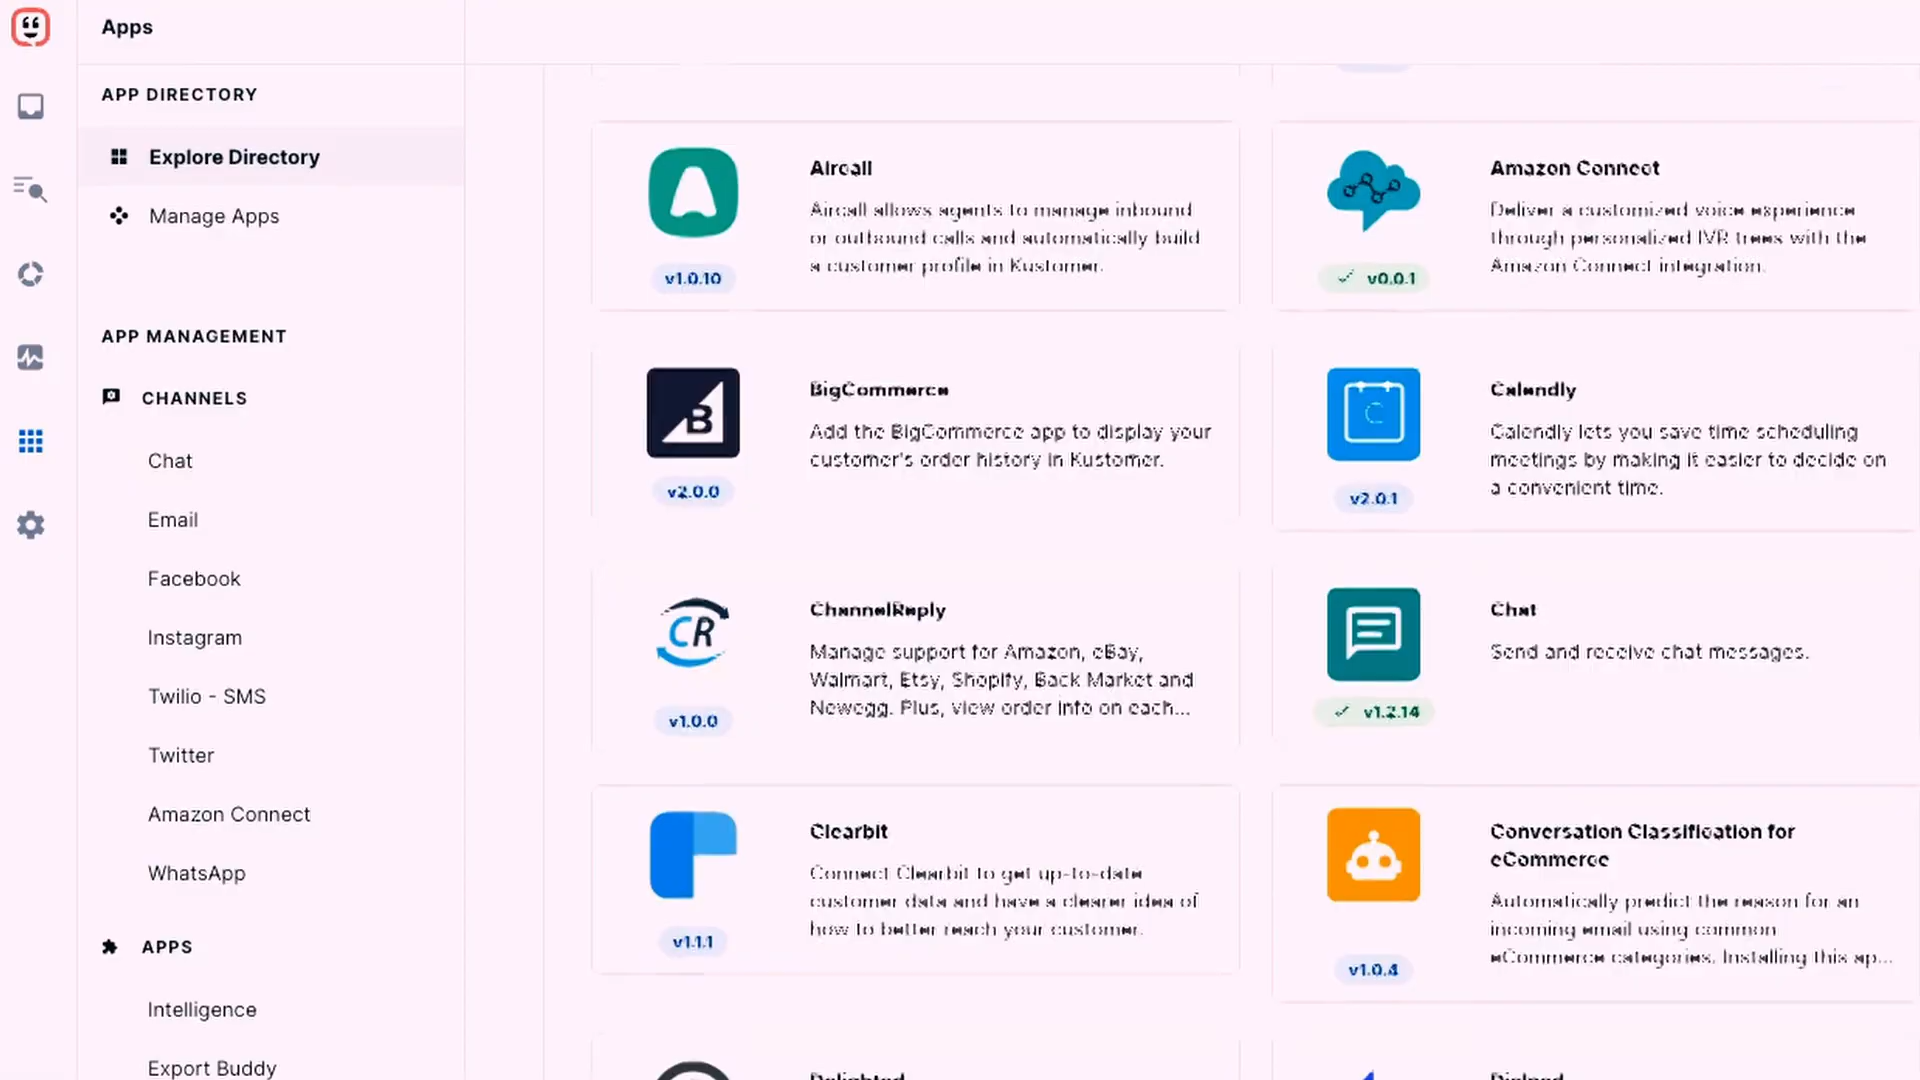 Apps
APP DIRECTORY
Explore Directory
Manage Apps
APP MANAGEMENT
CHANNELS
Chat
Email
Facebook
Instagram
Twilio - SMS
Twitter
Amazon Connect
WhatsApp
APPS
Intelligence
Export Buddy
Aircall
Aircall allows agents to manage inbound
or outbound calls and automatically build
a customer profile in Kustomer.
v1.0.10
Amazon Connect
Deliver a customized voice experience
through personalized IVR trees with the
Amazon Connect integration.
v0.0.1
BigCommerce
Add the BigCommerce app to display your
customer's order history in Kustomer.
v2.0.0
Calendly
Calendly lets you save time scheduling
meetings by making it easier to decide on
a convenient time.
v2.0.1
ChannelReply
Manage support for Amazon, eBay,
Walmart, Etsy, Shopify, Back Market and
Newegg. Plus, view order info on each...
v1.0.0
Chat
Send and receive chat messages.
v1.2.14
Clearbit
Connect Clearbit to get up-to-date
customer data and have a clearer idea of
how to better reach your customer.
v1.1.1
Conversation Classification for
eCommerce
Automatically predict the reason for an
incoming email using common
eCommerce categories. Installing this ap...
v1.0.4
Delighted
Dialpad
B
C
CR